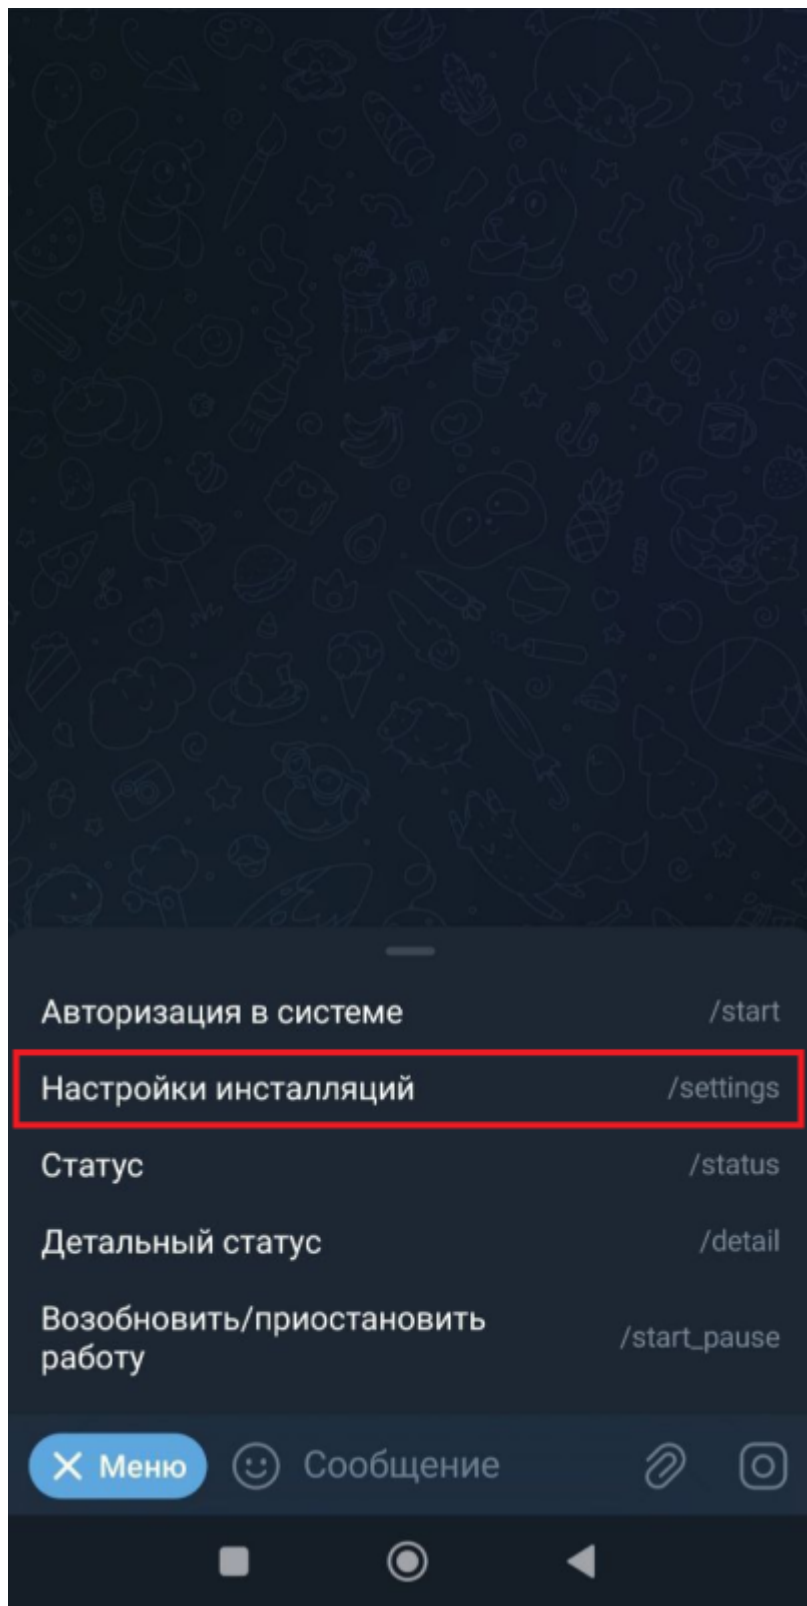 Авторизация в системе /start
Настройки инсталляций /settings
Статус /status
Детальный статус /detail
Возобновить/приостановить
работу /start_pause
Меню Сообщение